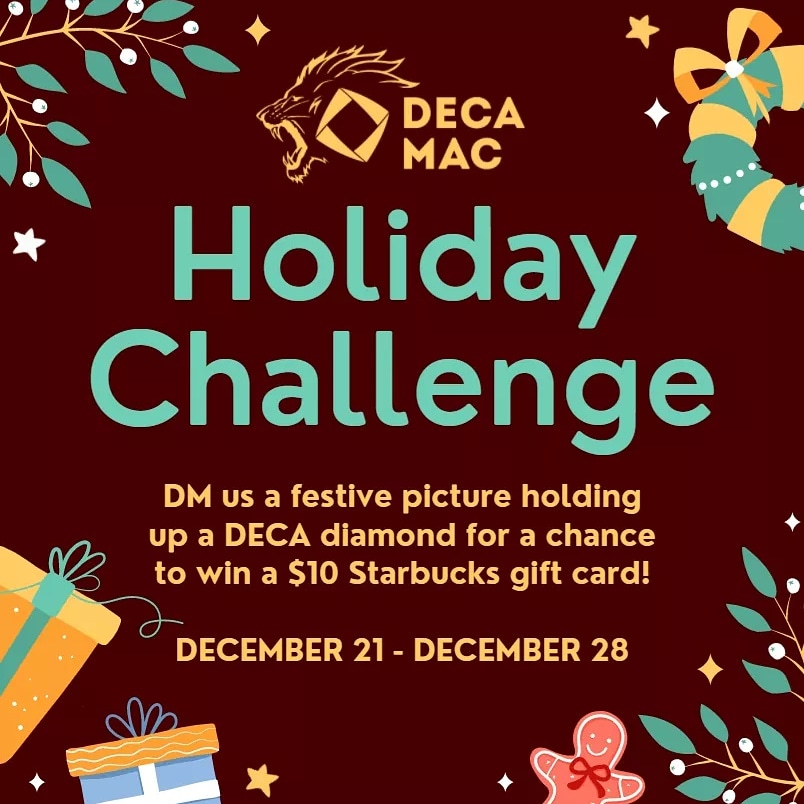 DECA
MAC
Holiday
Challenge
DM us a festive picture holding
up a DECA diamond for a chance
to win a $10 Starbucks gift card!
DECEMBER 21 - DECEMBER 28